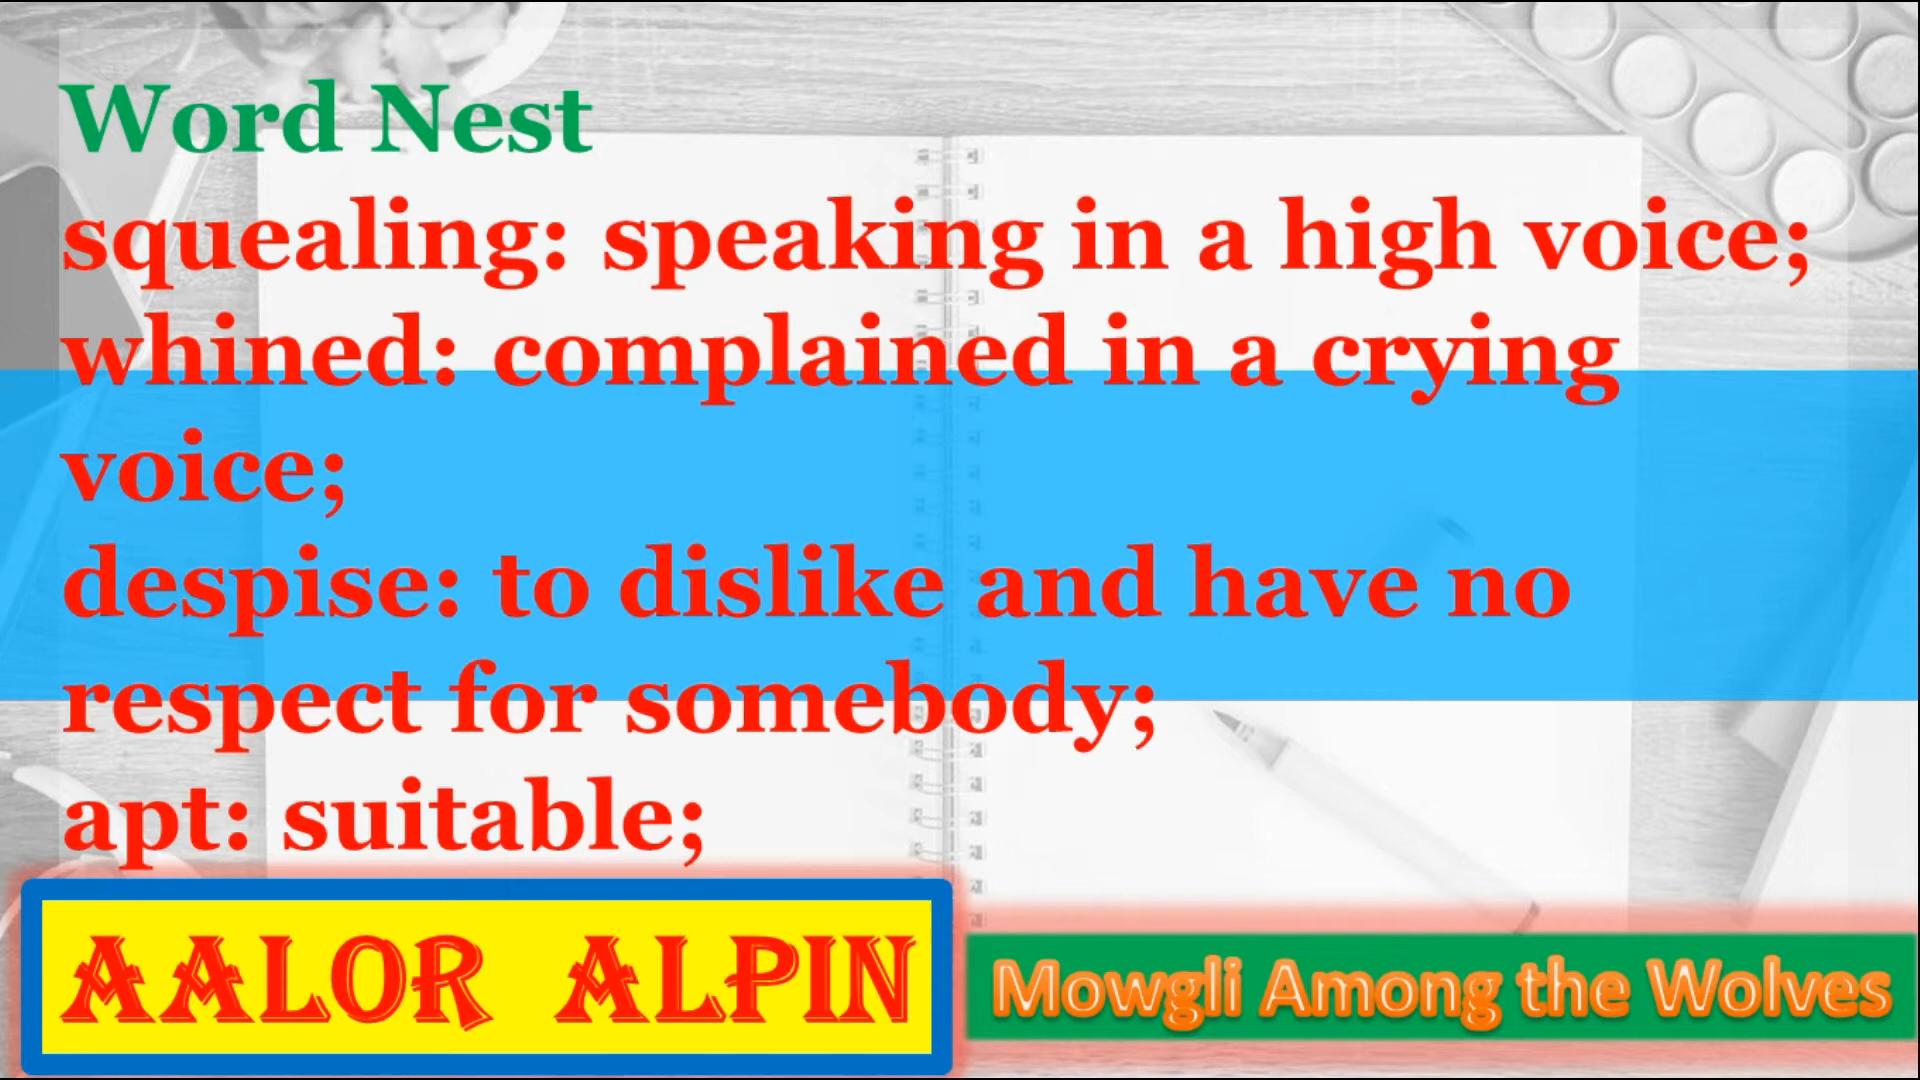 Word Nest
squealing: speaking in a high voice;
whined: complained in a crying
voice;
despise: to dislike and have no
respect for somebody;
apt: suitable;
AALOR ALPIN
Mowgli Among the Wolves